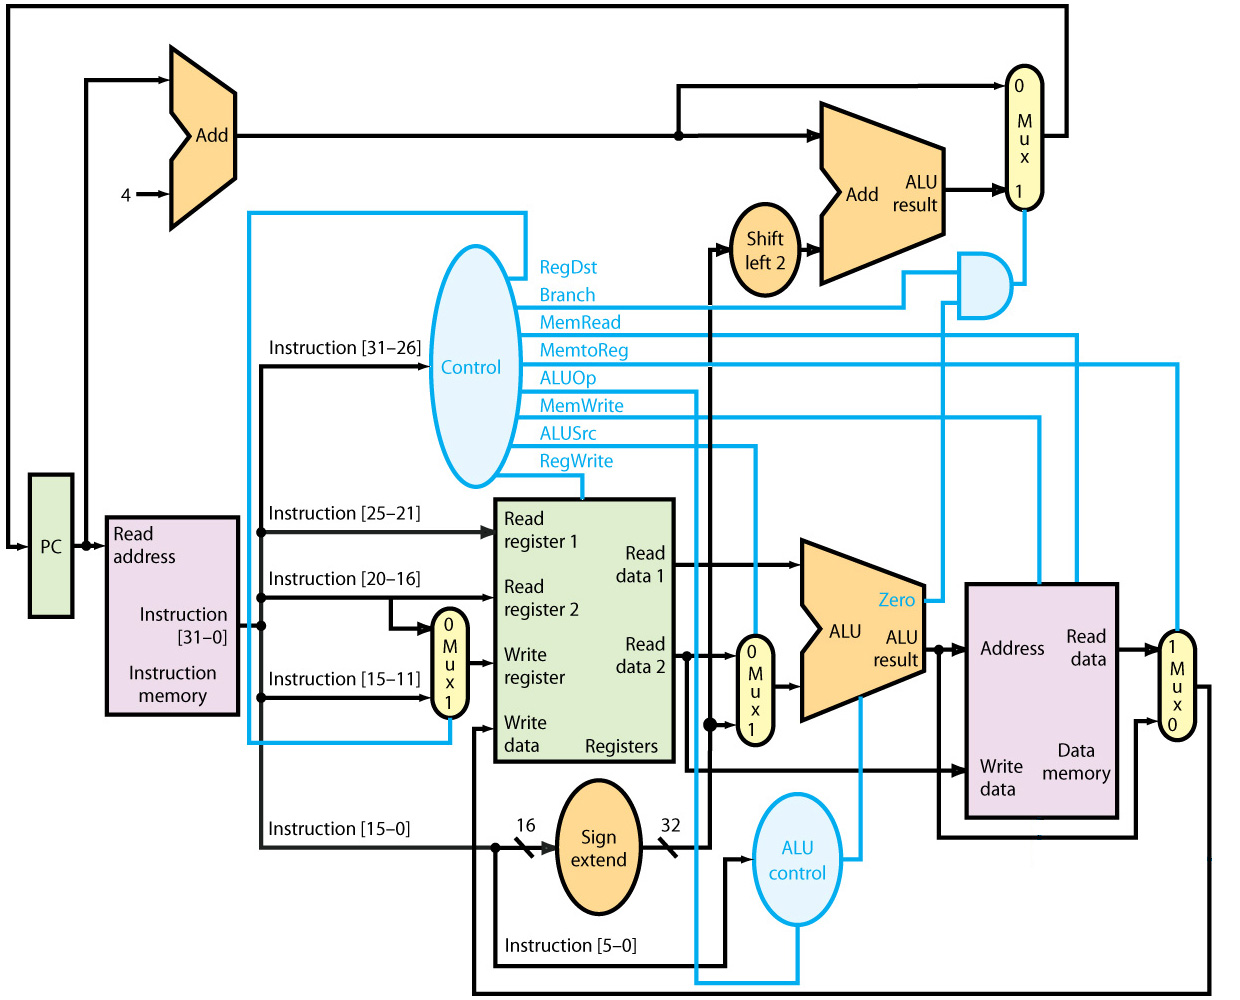 0
M
u
x
1
Add
4
Add
ALU
result
Shift
left 2
RegDst
Branch
MemRead
MemtoReg
ALUOp
MemWrite
ALUSrc
RegWrite
Control
Instruction [31–26]
Instruction [25–21]
Instruction [20–16]
Instruction [15–11]
Instruction [15–0]
Instruction [5–0]
PC
Read
address
Instruction
[31–0]
Instruction
memory
0
M
u
x
1
Read
register 1
Read
register 2
Write
register
Write
data
Read
data 1
Read
data 2
Registers
0
M
u
x
1
Zero
ALU
ALU
result
Address
Read
data
Write
data
Data
memory
1
M
u
x
0
16
Sign
extend
32
ALU
control